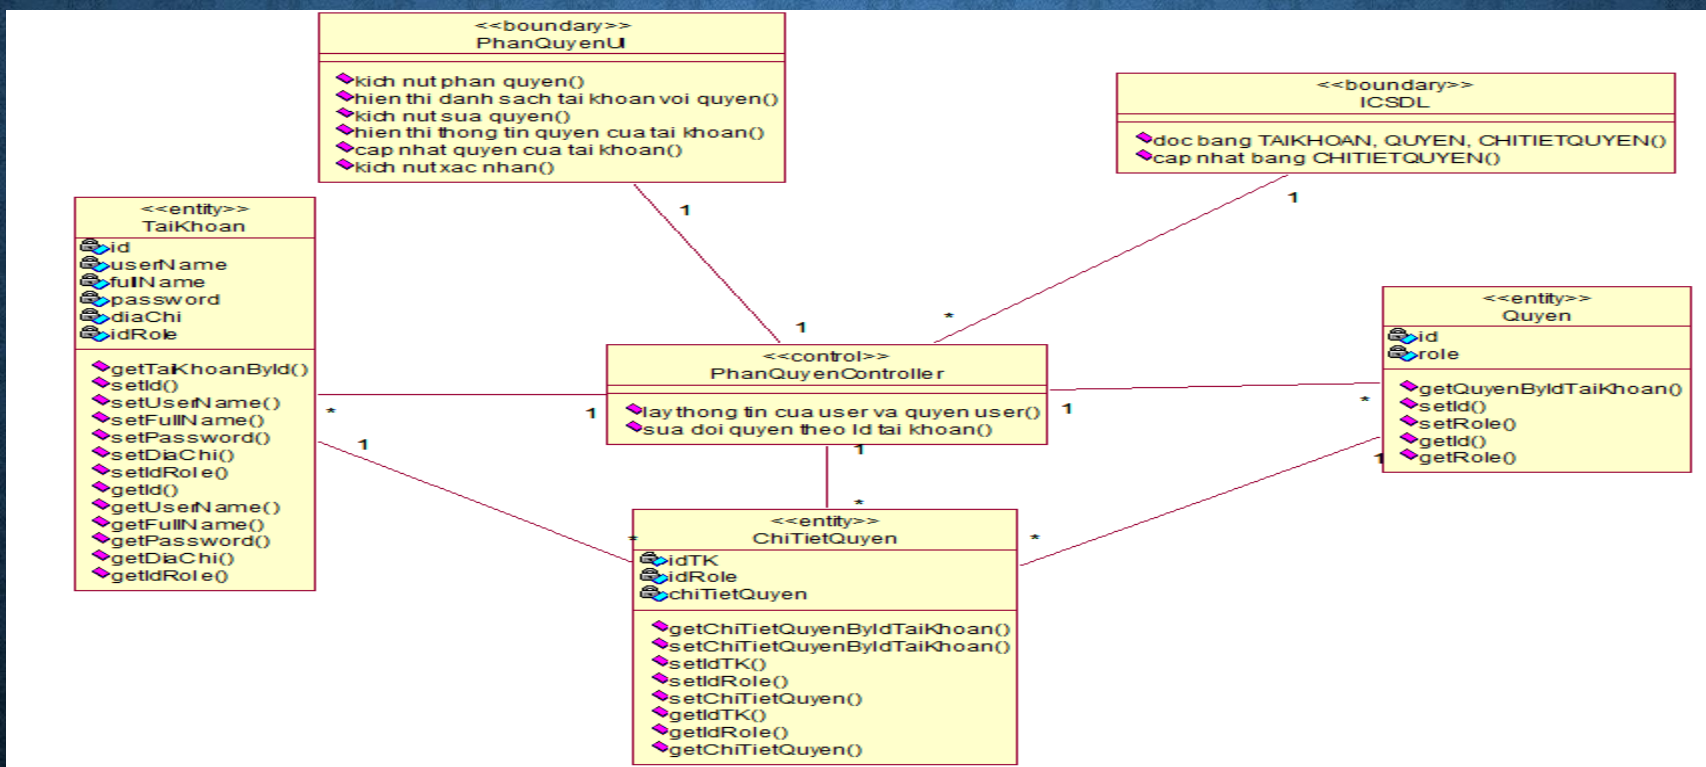 <<boundary>>
PhanQuyenUI
kich nut phan quyen()
hien thi danh sach tai khoan voi quyen()
kich nut sua quyen()
hien thi thong tin quyen cua tai khoan()
cap nhat quyen cua tai khoan()
kich nut xac nhan()
<<boundary>>
ICSDL
doc bang TAIKHOAN, QUYEN, CHITIETQUYEN()
cap nhat bang CHITIETQUYEN()
1
1
<<entity>>
TaiKhoan
id
userName
fullName
password
diaChi
idRole
getTaiKhoanById()
setId()
setUserName()
setFullName()
setPassword()
setDiaChi()
setIdRole()
getId()
getUserName()
getFullName()
getPassword()
getDiaChi()
getIdRole()
1
*
<<control>>
PhanQuyenController
lay thong tin cua user va quyen user()
sua doi quyen theo Id tai khoan()
<<entity>>
Quyen
id
role
getQuyenByIdTaiKhoan()
setId()
setRole()
getId()
getRole()
*
1
1
*
1
1
1
*
*
*
<<entity>>
ChiTietQuyen
idTK
idRole
chiTietQuyen
getChiTietQuyenByIdTaiKhoan()
setChiTietQuyenByIdTaiKhoan()
setIdTK()
setIdRole()
setChiTietQuyen()
getIdTK()
getIdRole()
getChiTietQuyen()